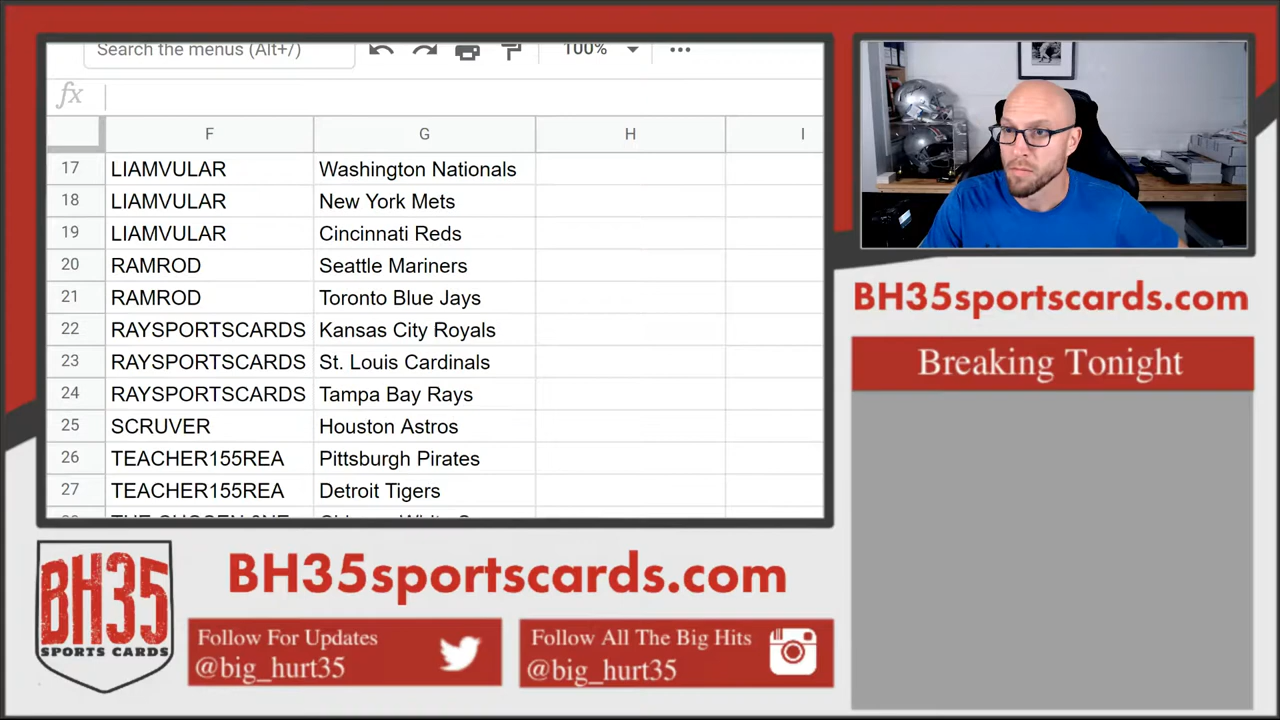 Search the menus (Alt+/)
100%
fx
F G H I
17 LIAMVULAR Washington Nationals
18 LIAMVULAR New York Mets
19 LIAMVULAR Cincinnati Reds
20 RAMROD Seattle Mariners
21 RAMROD Toronto Blue Jays
22 RAYSPORTSCARDS Kansas City Royals
23 RAYSPORTSCARDS St. Louis Cardinals
24 RAYSPORTSCARDS Tampa Bay Rays
25 SCRUVER Houston Astros
26 TEACHER155REA Pittsburgh Pirates
27 TEACHER155REA Detroit Tigers
BH35sportscards.com
Breaking Tonight
BH35
SPORTS CARDS
BH35sportscards.com
Follow For Updates
@big_hurt35
Follow All The Big Hits
@big_hurt35